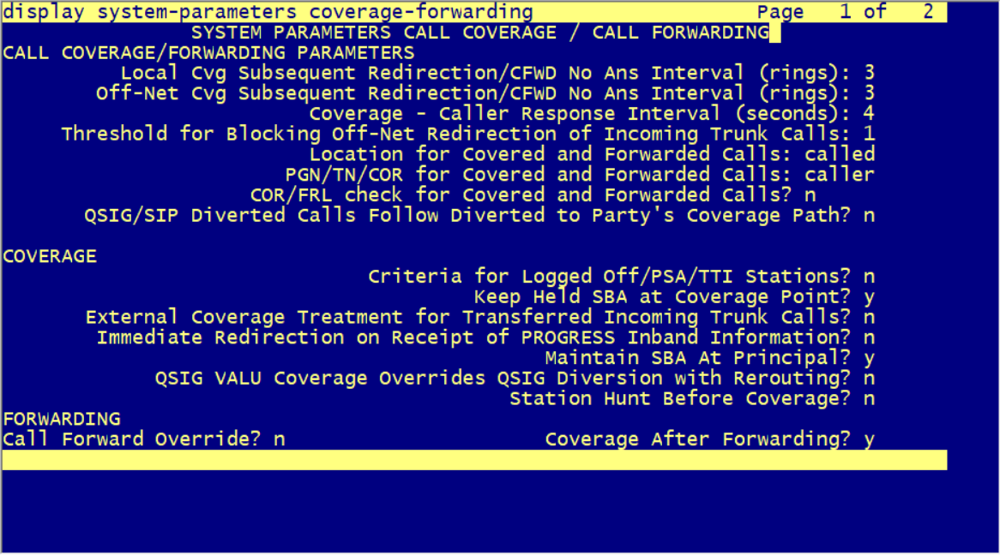 display system-parameters coverage-forwarding Page 1 of 2
SYSTEM PARAMETERS CALL COVERAGE / CALL FORWARDING
CALL COVERAGE/FORWARDING PARAMETERS
Local Cvg Subsequent Redirection/CFWD No Ans Interval (rings): 3
Off-Net Cvg Subsequent Redirection/CFWD No Ans Interval (rings): 3
Coverage - Caller Response Interval (seconds): 4
Threshold for Blocking Off-Net Redirection of Incoming Trunk Calls: 1
Location for Covered and Forwarded Calls: called
PGN/TN/COR for Covered and Forwarded Calls: caller
COR/FRL check for Covered and Forwarded Calls? n
QSIG/SIP Diverted Calls Follow Diverted to Party's Coverage Path? n
COVERAGE
Criteria for Logged Off/PSA/TTI Stations? n
Keep Held SBA at Coverage Point? y
External Coverage Treatment for Transferred Incoming Trunk Calls? n
Immediate Redirection on Receipt of PROGRESS Inband Information? n
Maintain SBA At Principal? y
QSIG VALU Coverage Overrides QSIG Diversion with Rerouting? n
Station Hunt Before Coverage? n
FORWARDING
Call Forward Override? n Coverage After Forwarding? y